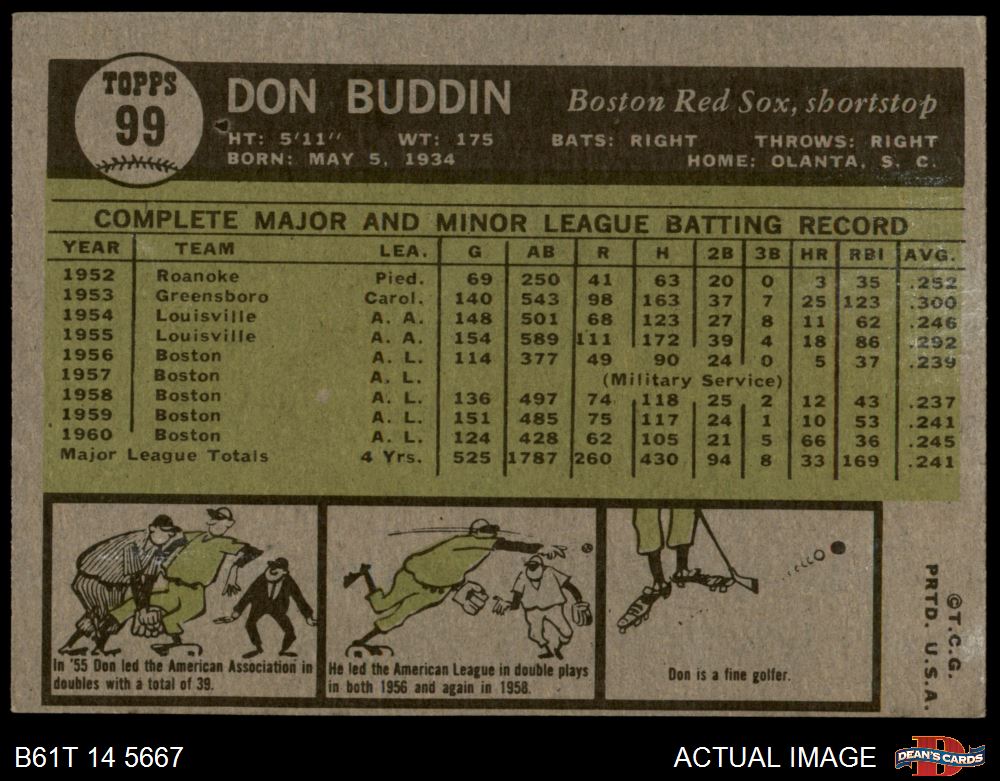 TOPPS
99
DON BUDDIN
Boston Red Sox, shortstop
HT: 5'11" WT: 175 BATS: RIGHT THROWS: RIGHT
BORN: MAY 5, 1934 HOME: OLANTA, S. C.
COMPLETE MAJOR AND MINOR LEAGUE BATTING RECORD
YEAR TEAM LEA. G AB R H 2B 3B HR RBI AVG.
1952 Roanoke Pied. 69 250 41 63 20 0 3 35 .252
1953 Greensboro Carol. 140 543 98 163 37 7 25 123 .300
1954 Louisville A. A. 148 501 68 123 27 8 11 62 .246
1955 Louisville A. A. 154 589 111 172 39 4 18 86 .292
1956 Boston A. L. 114 377 49 90 24 0 5 37 .239
1957 Boston A. L. (Military Service)
1958 Boston A. L. 136 497 74 118 25 2 12 43 .237
1959 Boston A. L. 151 485 75 117 24 1 10 53 .241
1960 Boston A. L. 124 428 62 105 21 5 66 36 .245
Major League Totals 4 Yrs. 525 1787 260 430 94 8 33 169 .241
In '55 Don led the American Association in
doubles with a total of 39.
He led the American League in double plays
in both 1956 and again in 1958.
Don is a fine golfer.
©T.C.G.
PRTD. U.S.A.
B61T 14 5667
ACTUAL IMAGE
D
DEAN'S CARDS